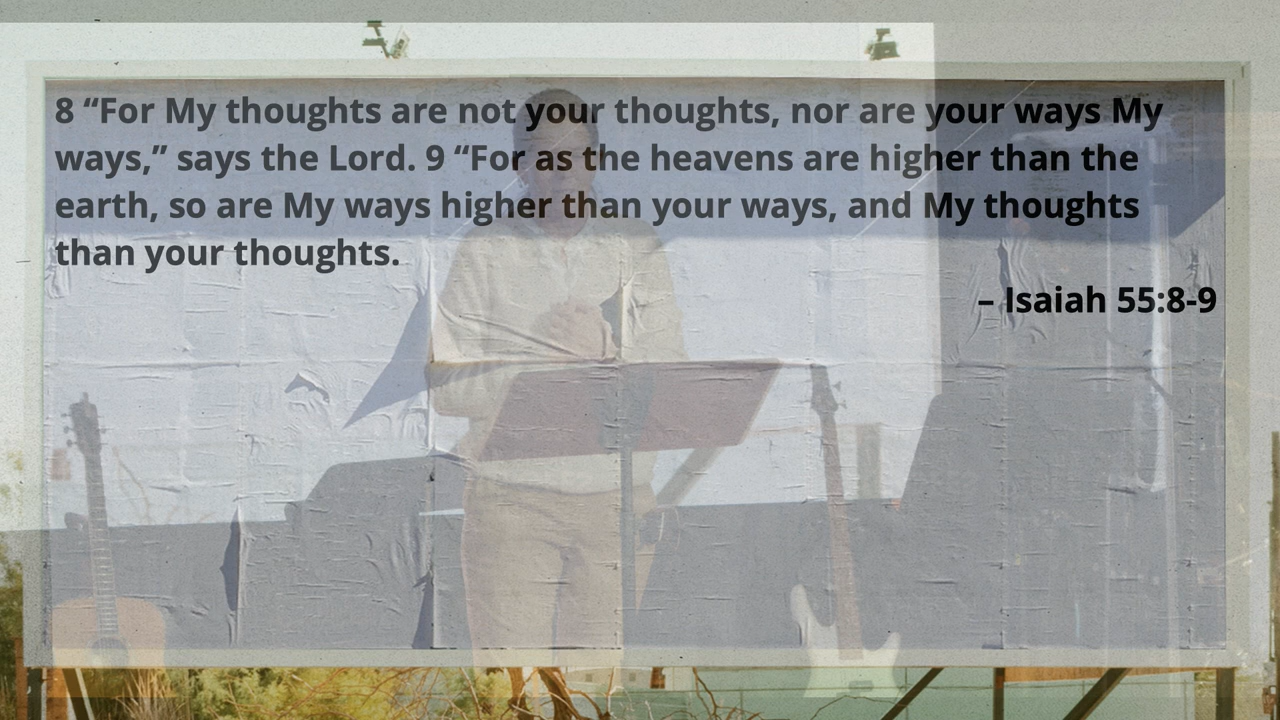 8 “For My thoughts are not your thoughts, nor are your ways My
ways,” says the Lord. 9 “For as the heavens are higher than the
earth, so are My ways higher than your ways, and My thoughts
than your thoughts.
– Isaiah 55:8-9